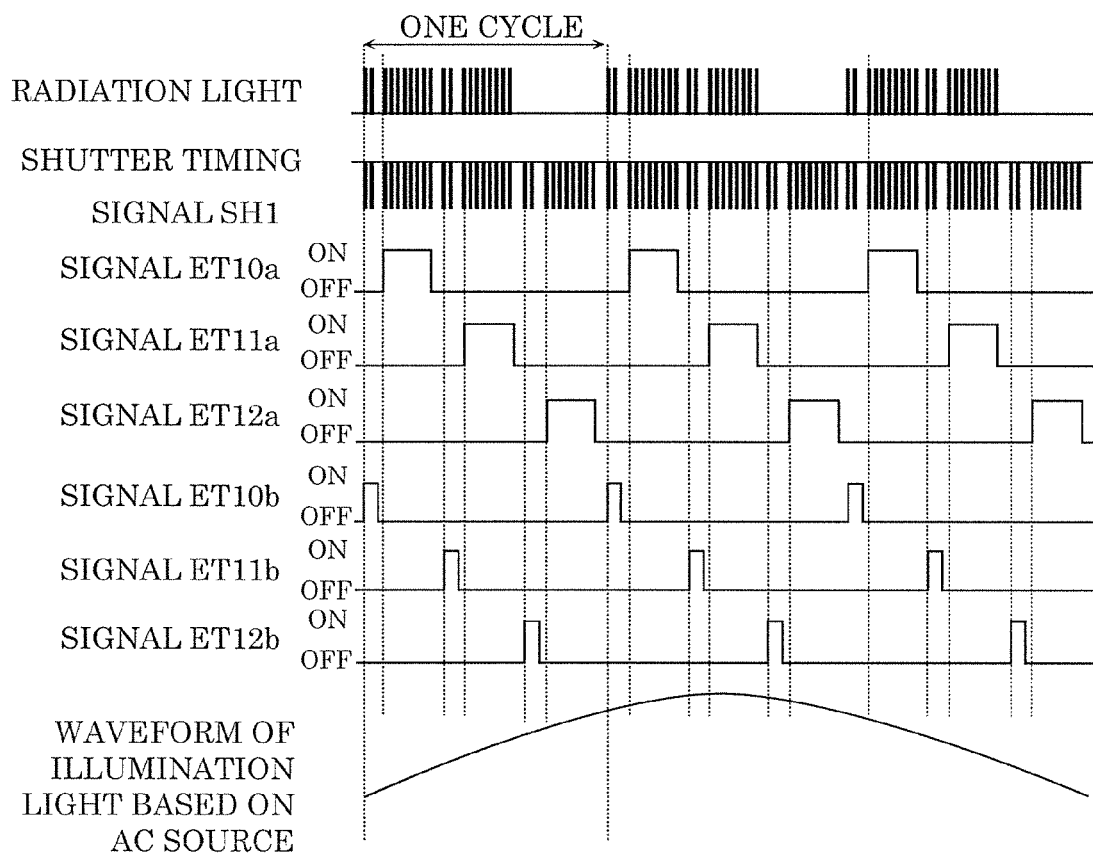 ONE CYCLE
RADIATION LIGHT
SHUTTER TIMING
SIGNAL SH1
SIGNAL ET10a
ON
OFF
SIGNAL ET11a
ON
OFF
SIGNAL ET12a
ON
OFF
SIGNAL ET10b
ON
OFF
SIGNAL ET11b
ON
OFF
SIGNAL ET12b
ON
OFF
WAVEFORM OF
ILLUMINATION
LIGHT BASED ON
AC SOURCE